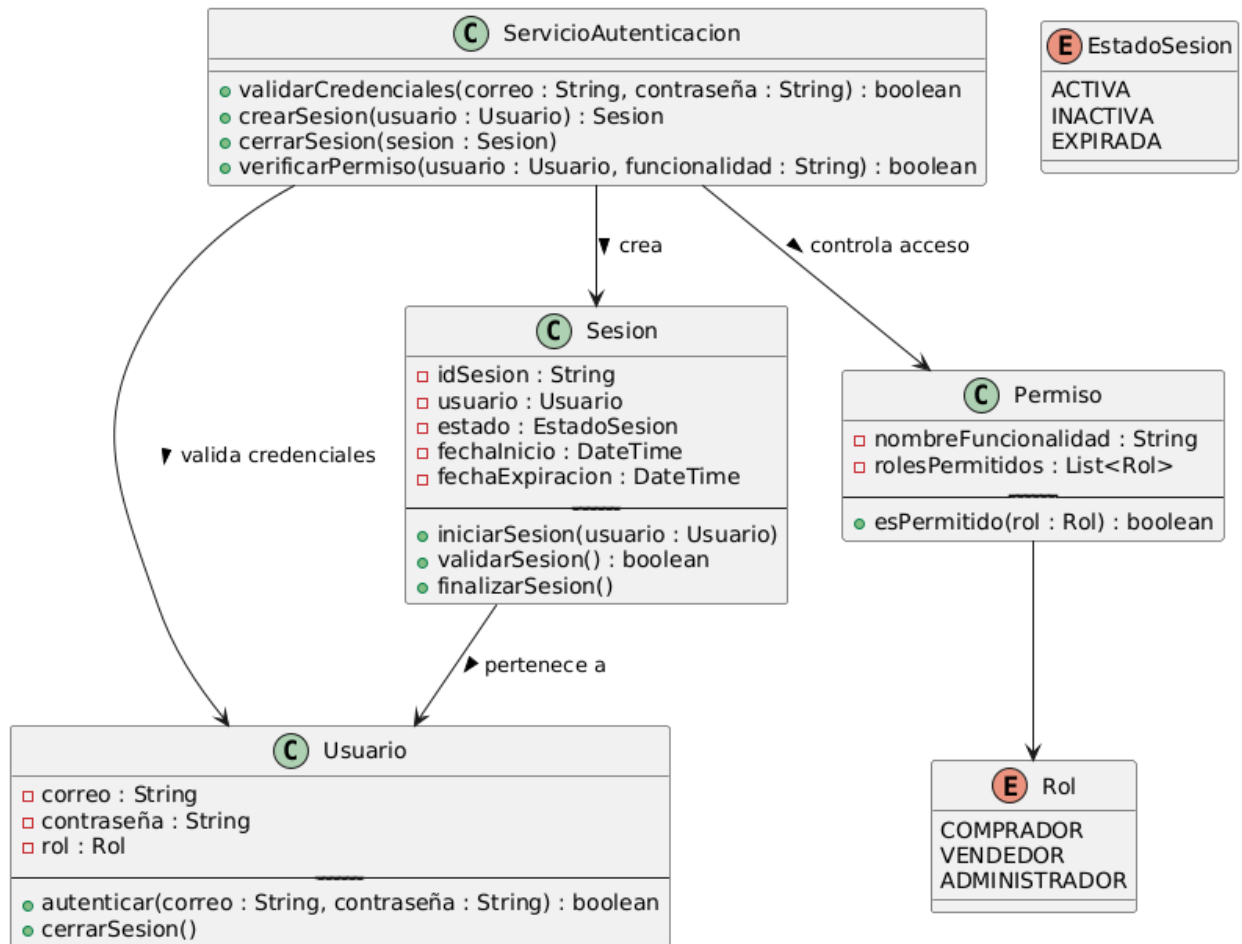 C ServicioAutenticacion
validarCredenciales(correo : String, contraseña : String) : boolean
crearSesion(usuario : Usuario) : Sesion
cerrarSesion(sesion : Sesion)
verificarPermiso(usuario : Usuario, funcionalidad : String) : boolean
E EstadoSesion
ACTIVA
INACTIVA
EXPIRADA
crea
controla acceso
valida credenciales
C Sesion
idSesion : String
usuario : Usuario
estado : EstadoSesion
fechaInicio : DateTime
fechaExpiracion : DateTime
iniciarSesion(usuario : Usuario)
validarSesion() : boolean
finalizarSesion()
C Permiso
nombreFuncionalidad : String
rolesPermitidos : List<Rol>
esPermitido(rol : Rol) : boolean
pertenece a
C Usuario
correo : String
contraseña : String
rol : Rol
autenticar(correo : String, contraseña : String) : boolean
cerrarSesion()
E Rol
COMPRADOR
VENDEDOR
ADMINISTRADOR